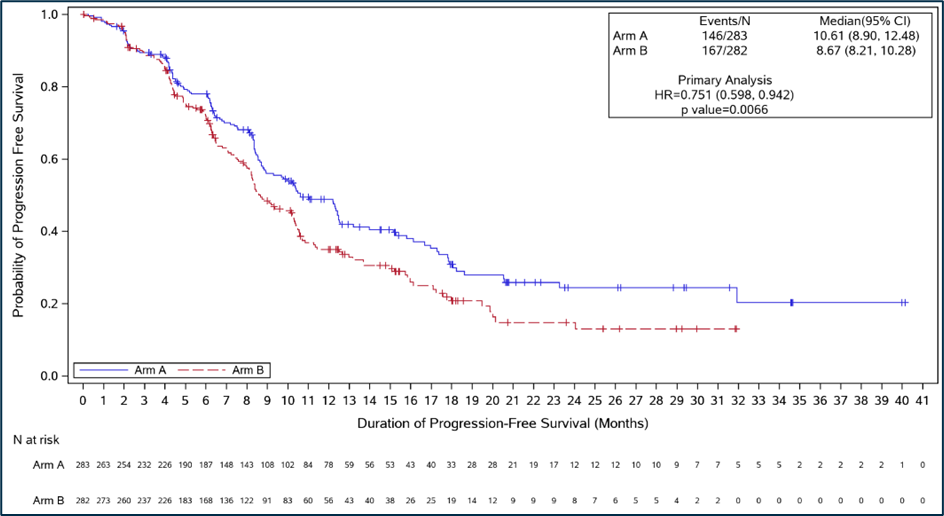 Events/N Median(95% CI)
Arm A 146/283 10.61 (8.90, 12.48)
Arm B 167/282 8.67 (8.21, 10.28)
Primary Analysis
HR=0.751 (0.598, 0.942)
p value=0.0066
Probability of Progression Free Survival
1.0
0.8
0.6
0.4
0.2
0.0
Arm A Arm B
0 1 2 3 4 5 6 7 8 9 10 11 12 13 14 15 16 17 18 19 20 21 22 23 24 25 26 27 28 29 30 31 32 33 34 35 36 37 38 39 40 41
Duration of Progression-Free Survival (Months)
N at risk
Arm A 283 263 254 232 226 190 187 148 143 108 102 84 78 59 56 53 43 40 33 28 28 21 19 17 12 12 12 10 10 9 7 7 5 5 5 2 2 2 2 2 1 0
Arm B 282 273 260 237 226 183 168 136 122 91 83 60 56 43 40 38 26 25 19 14 12 9 9 9 8 7 6 5 5 4 2 2 0 0 0 0 0 0 0 0 0 0